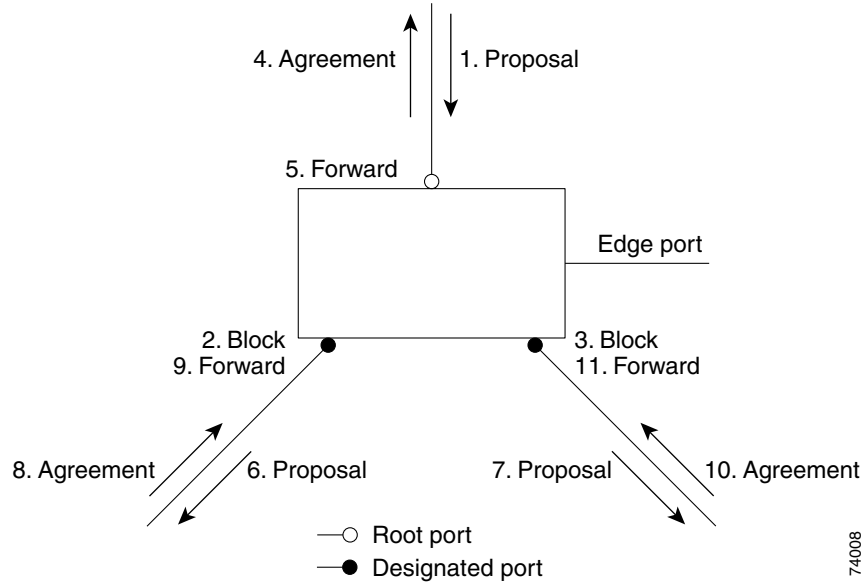 4. Agreement
1. Proposal
5. Forward
Edge port
2. Block
9. Forward
3. Block
11. Forward
8. Agreement
6. Proposal
7. Proposal
10. Agreement
Root port
Designated port
74008